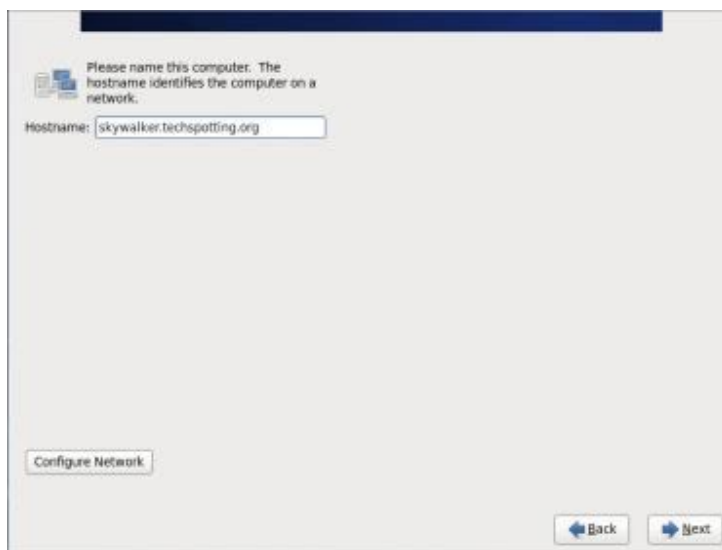 Please name this computer. The
hostname identifies the computer on a
network.
Hostname: skywalker.techspotting.org
Configure Network
Back
Next